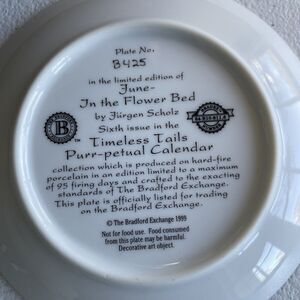 Plate No.
B425
in the limited edition of
June-
In the Flower Bed
by Jürgen Scholz
Sixth issue in the
Timeless Tails
Purr-petual Calendar
collection which is produced on hard-fire
porcelain in an edition limited to a maximum
of 95 firing days and crafted to the exacting
standards of The Bradford Exchange.
This plate is officially listed for trading
on the Bradford Exchange.
© The Bradford Exchange 1999
Not for food use. Food consumed
from this plate may be harmful.
Decorative art object.
B